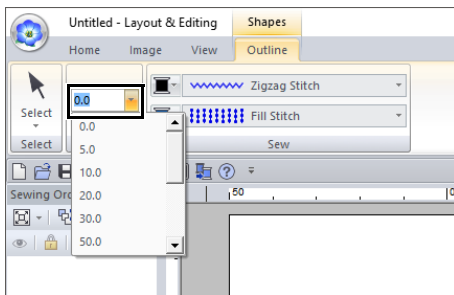 Untitled - Layout & Editing
Shapes
Home Image View Outline
Select
Select
0.0
Zigzag Stitch
Fill Stitch
Sew
0.0
5.0
10.0
20.0
30.0
50.0
Sewing Or
50